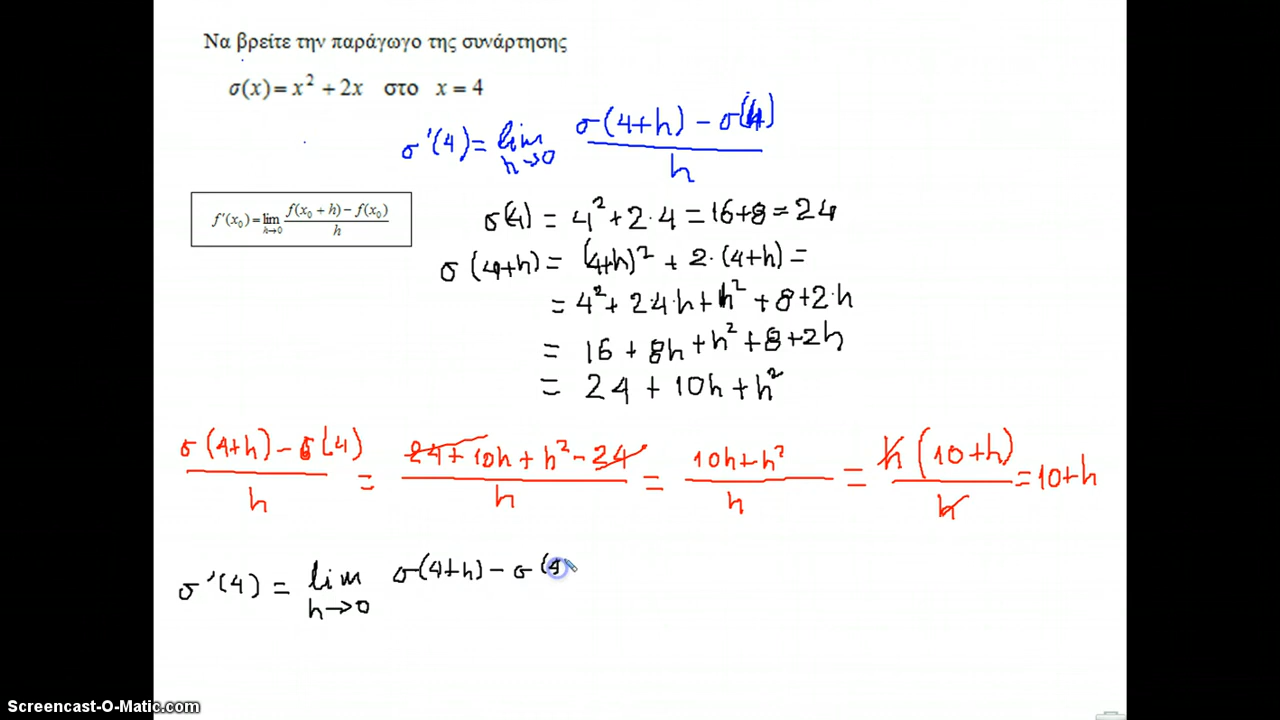 Να βρείτε την παράγωγο της συνάρτησης
σ(x) = x² + 2x στο x = 4
σ'(4) = lim h→0 (σ(4+h) - σ(4)) / h
f'(x₀) = lim h→0 (f(x₀ + h) - f(x₀)) / h
σ(4) = 4² + 2·4 = 16+8 = 24
σ(4+h) = (4+h)² + 2·(4+h) =
= 4² + 2·4·h + h² + 8 + 2·h
= 16 + 8h + h² + 8 + 2h
= 24 + 10h + h²
(σ(4+h) - σ(4)) / h = (24 + 10h + h² - 24) / h = (10h + h²) / h = h(10+h) / h = 10+h
σ'(4) = lim h→0 σ(4+h) - σ(4
Screencast-O-Matic.com